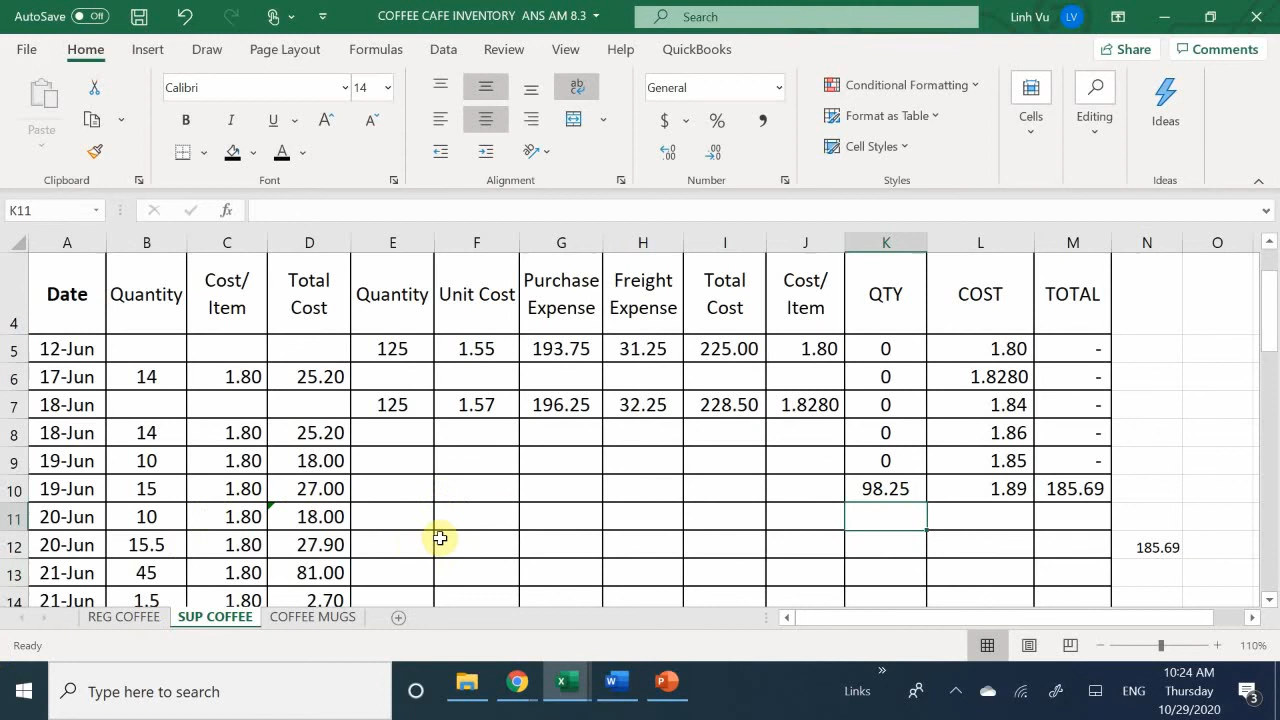 AutoSave Off COFFEE CAFE INVENTORY ANS AM 8.3 Search Linh Vu LV
File Home Insert Draw Page Layout Formulas Data Review View Help QuickBooks Share Comments
Paste Calibri 14 General Conditional Formatting Cells Editing Ideas
B I U A A $ % Format as Table
A ab Cell Styles
Clipboard Font Alignment Number Styles Ideas
K11 fx
A B C D E F G H I J K L M N O
4 Date Quantity Cost/ Item Total Cost Quantity Unit Cost Purchase Expense Freight Expense Total Cost Cost/ Item QTY COST TOTAL
5 12-Jun 125 1.55 193.75 31.25 225.00 1.80 0 1.80 -
6 17-Jun 14 1.80 25.20 0 1.8280 -
7 18-Jun 125 1.57 196.25 32.25 228.50 1.8280 0 1.84 -
8 18-Jun 14 1.80 25.20 0 1.86 -
9 19-Jun 10 1.80 18.00 0 1.85 -
10 19-Jun 15 1.80 27.00 98.25 1.89 185.69
11 20-Jun 10 1.80 18.00
12 20-Jun 15.5 1.80 27.90 185.69
13 21-Jun 45 1.80 81.00
14 21-Jun 1.5 1.80 2.70
REG COFFEE SUP COFFEE COFFEE MUGS
Ready 110%
Type here to search Links ENG 10:24 AM
Thursday
10/29/2020 3